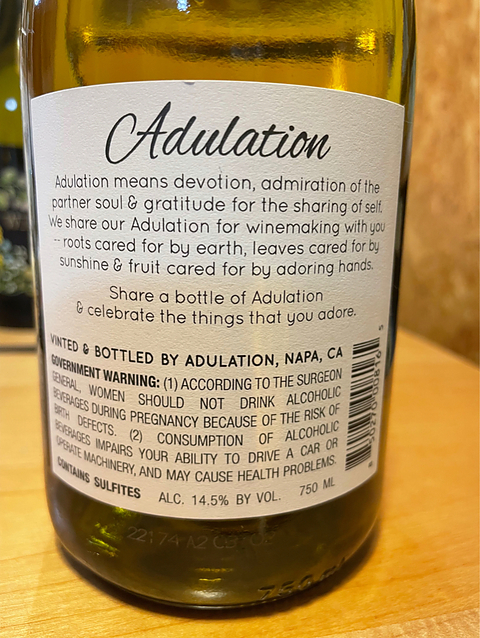 Adulation
Adulation means devotion, admiration of the
partner soul & gratitude for the sharing of self.
We share our Adulation for winemaking with you
-- roots cared for by earth, leaves cared for by
sunshine & fruit cared for by adoring hands.
Share a bottle of Adulation
& celebrate the things that you adore.
VINTED & BOTTLED BY ADULATION, NAPA, CA
GOVERNMENT WARNING: (1) ACCORDING TO THE SURGEON
GENERAL, WOMEN SHOULD NOT DRINK ALCOHOLIC
BEVERAGES DURING PREGNANCY BECAUSE OF THE RISK OF
BIRTH DEFECTS. (2) CONSUMPTION OF ALCOHOLIC
BEVERAGES IMPAIRS YOUR ABILITY TO DRIVE A CAR OR
OPERATE MACHINERY, AND MAY CAUSE HEALTH PROBLEMS.
CONTAINS SULFITES ALC. 14.5% BY VOL. 750 ML
22174 A2